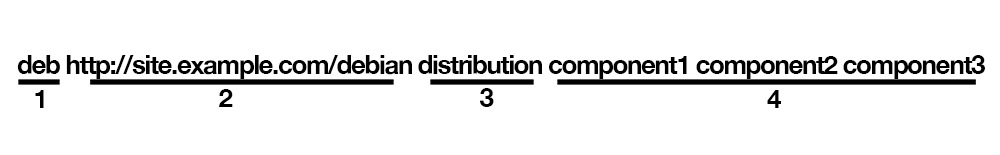 deb http://site.example.com/debian distribution component1 component2 component3
1 2 3 4